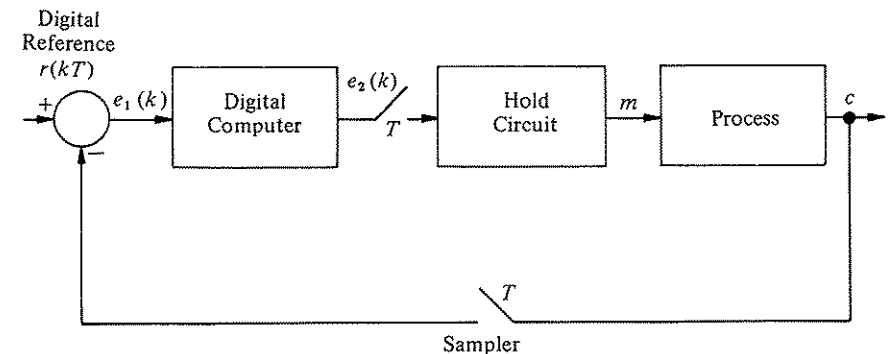 Digital
Reference
r(kT)
+
e₁(k)
Digital
Computer
e₂(k)
T
Hold
Circuit
m
Process
c
−
T
Sampler